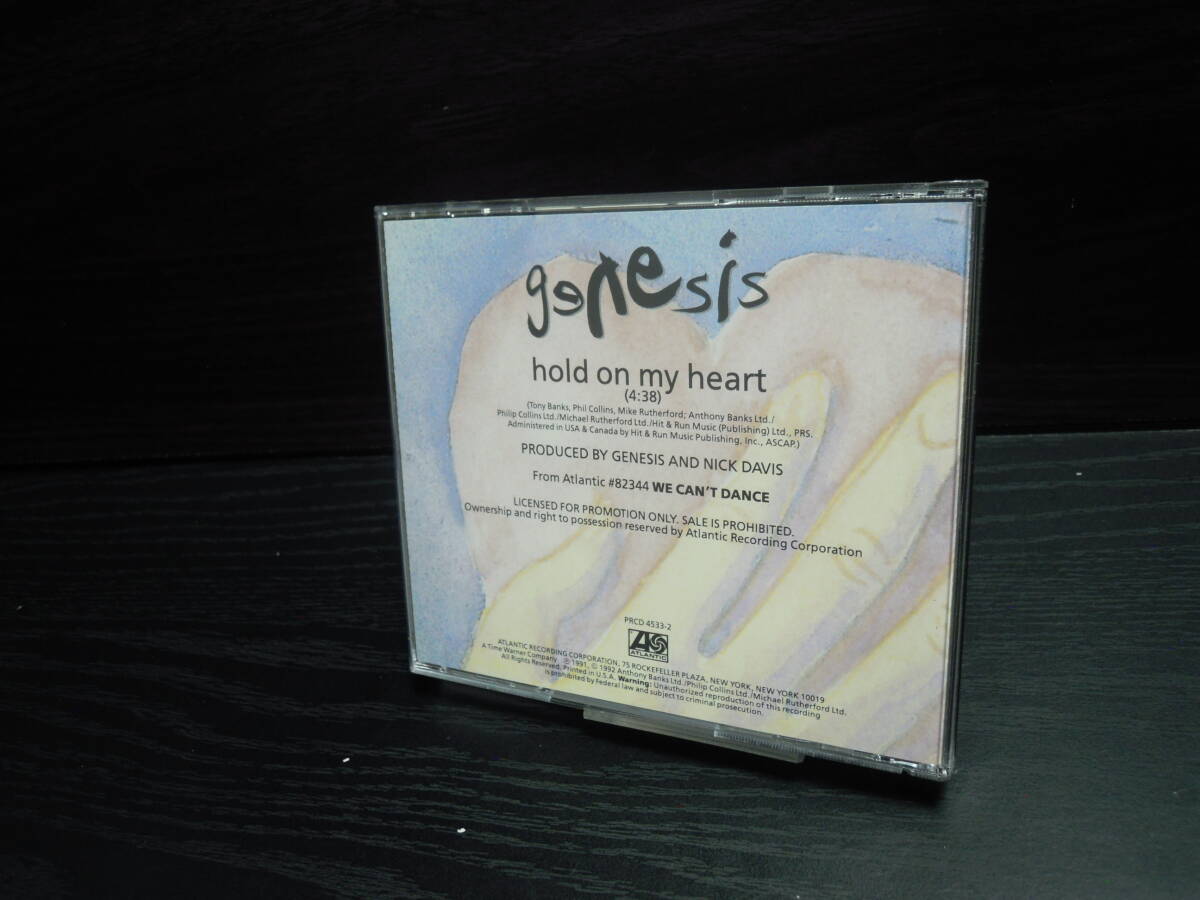 genesis
hold on my heart
(4:38)
(Tony Banks, Phil Collins, Mike Rutherford; Anthony Banks Ltd./
Philip Collins Ltd./Michael Rutherford Ltd./Hit & Run Music (Publishing) Ltd., PRS.
Administered in USA & Canada by Hit & Run Music Publishing, Inc., ASCAP.)
PRODUCED BY GENESIS AND NICK DAVIS
From Atlantic #82344 WE CAN'T DANCE
LICENSED FOR PROMOTION ONLY. SALE IS PROHIBITED.
Ownership and right to possession reserved by Atlantic Recording Corporation
PRCD 4533-2
ATLANTIC
ATLANTIC RECORDING CORPORATION, 75 ROCKEFELLER PLAZA, NEW YORK, NEW YORK 10019
A Time Warner Company ℗ 1991, © 1992 Anthony Banks Ltd./Philip Collins Ltd./Michael Rutherford Ltd.
All Rights Reserved. Printed in U.S.A. Warning: Unauthorized reproduction of this recording
is prohibited by Federal law and subject to criminal prosecution.